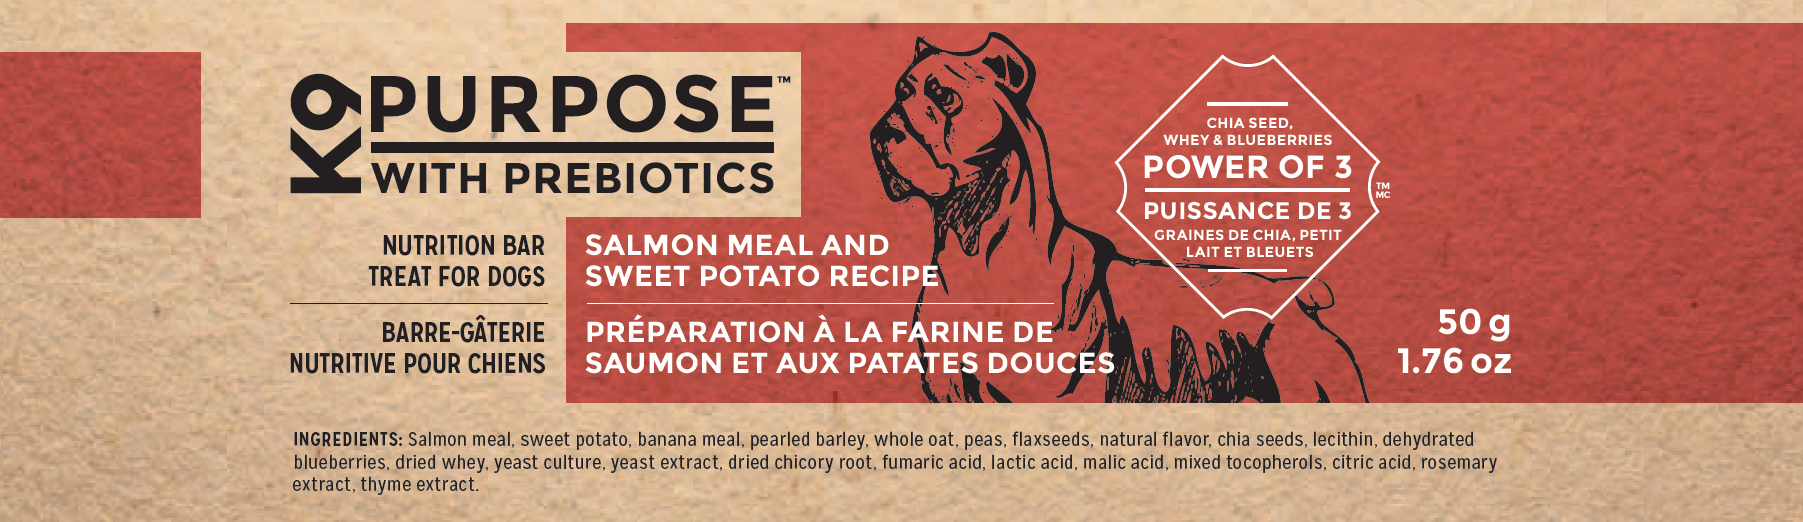 K9 PURPOSE™
WITH PREBIOTICS
NUTRITION BAR
TREAT FOR DOGS
BARRE-GÂTERIE
NUTRITIVE POUR CHIENS
SALMON MEAL AND
SWEET POTATO RECIPE
PRÉPARATION À LA FARINE DE
SAUMON ET AUX PATATES DOUCES
CHIA SEED,
WHEY & BLUEBERRIES
POWER OF 3
PUISSANCE DE 3
GRAINES DE CHIA, PETIT
LAIT ET BLEUETS
TM
MC
50 g
1.76 oz
INGREDIENTS: Salmon meal, sweet potato, banana meal, pearled barley, whole oat, peas, flaxseeds, natural flavor, chia seeds, lecithin, dehydrated
blueberries, dried whey, yeast culture, yeast extract, dried chicory root, fumaric acid, lactic acid, malic acid, mixed tocopherols, citric acid, rosemary
extract, thyme extract.